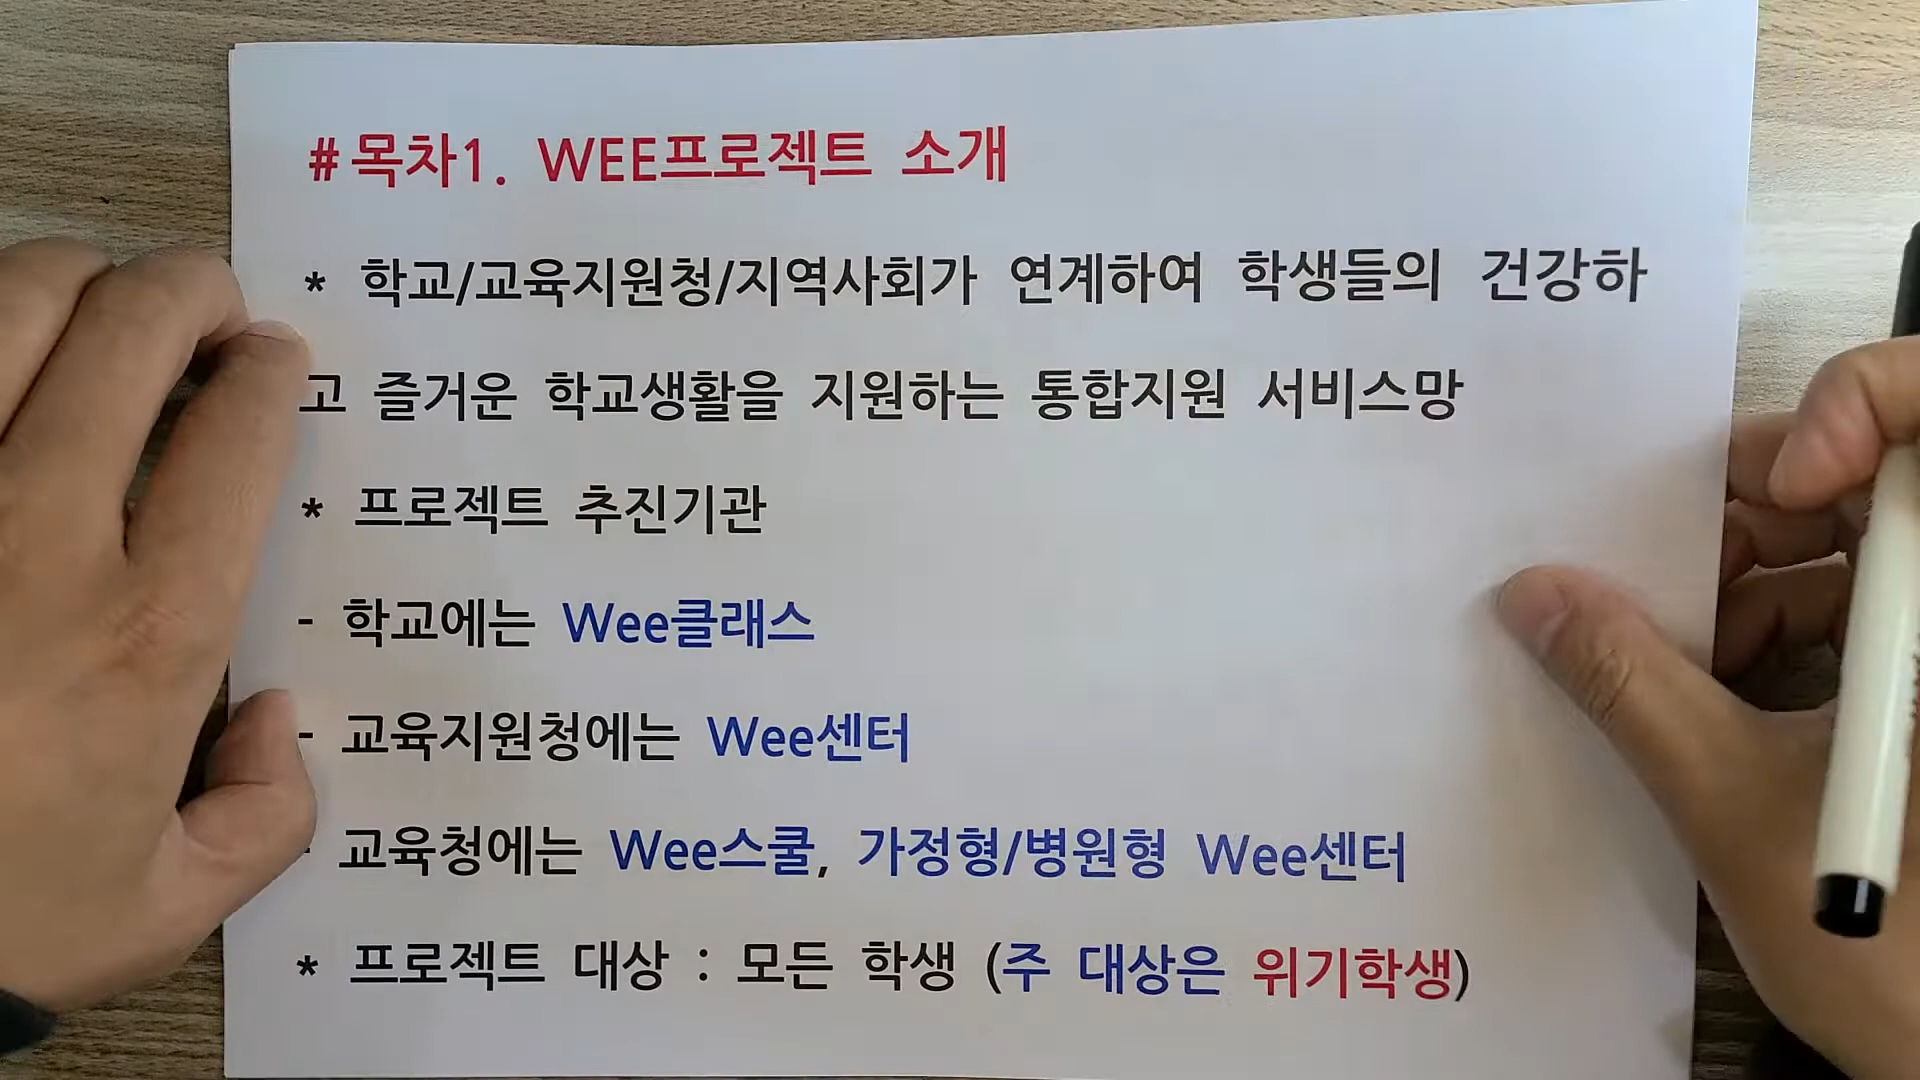 #목차1. WEE프로젝트 소개
* 학교/교육지원청/지역사회가 연계하여 학생들의 건강하
고 즐거운 학교생활을 지원하는 통합지원 서비스망
* 프로젝트 추진기관
- 학교에는 Wee클래스
- 교육지원청에는 Wee센터
- 교육청에는 Wee스쿨, 가정형/병원형 Wee센터
* 프로젝트 대상 : 모든 학생 (주 대상은 위기학생)